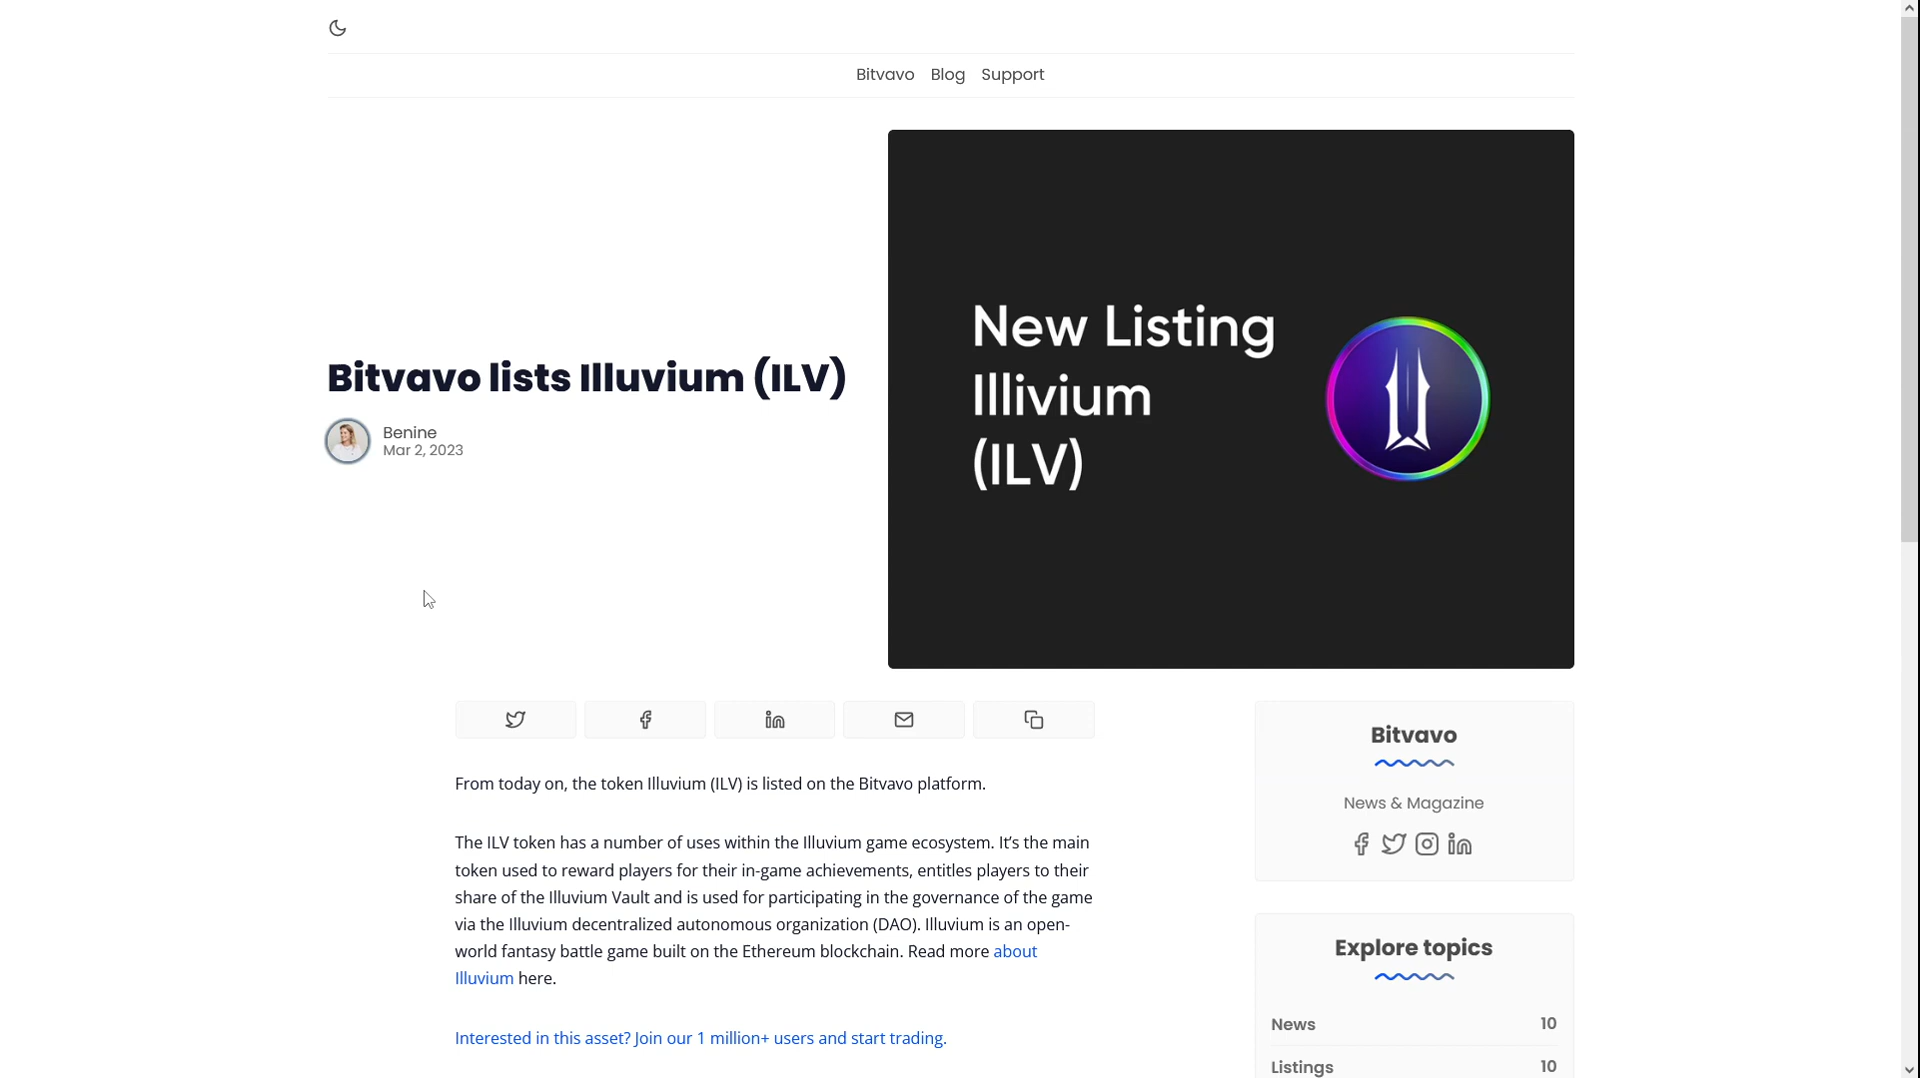 Bitvavo Blog Support
Bitvavo lists Illuvium (ILV)
Benine
Mar 2, 2023
New Listing
Illivium
(ILV)
From today on, the token Illuvium (ILV) is listed on the Bitvavo platform.
The ILV token has a number of uses within the Illuvium game ecosystem. It’s the main
token used to reward players for their in-game achievements, entitles players to their
share of the Illuvium Vault and is used for participating in the governance of the game
via the Illuvium decentralized autonomous organization (DAO). Illuvium is an open-
world fantasy battle game built on the Ethereum blockchain. Read more about
Illuvium here.
Interested in this asset? Join our 1 million+ users and start trading.
Bitvavo
News & Magazine
Explore topics
News 10
Listings 10